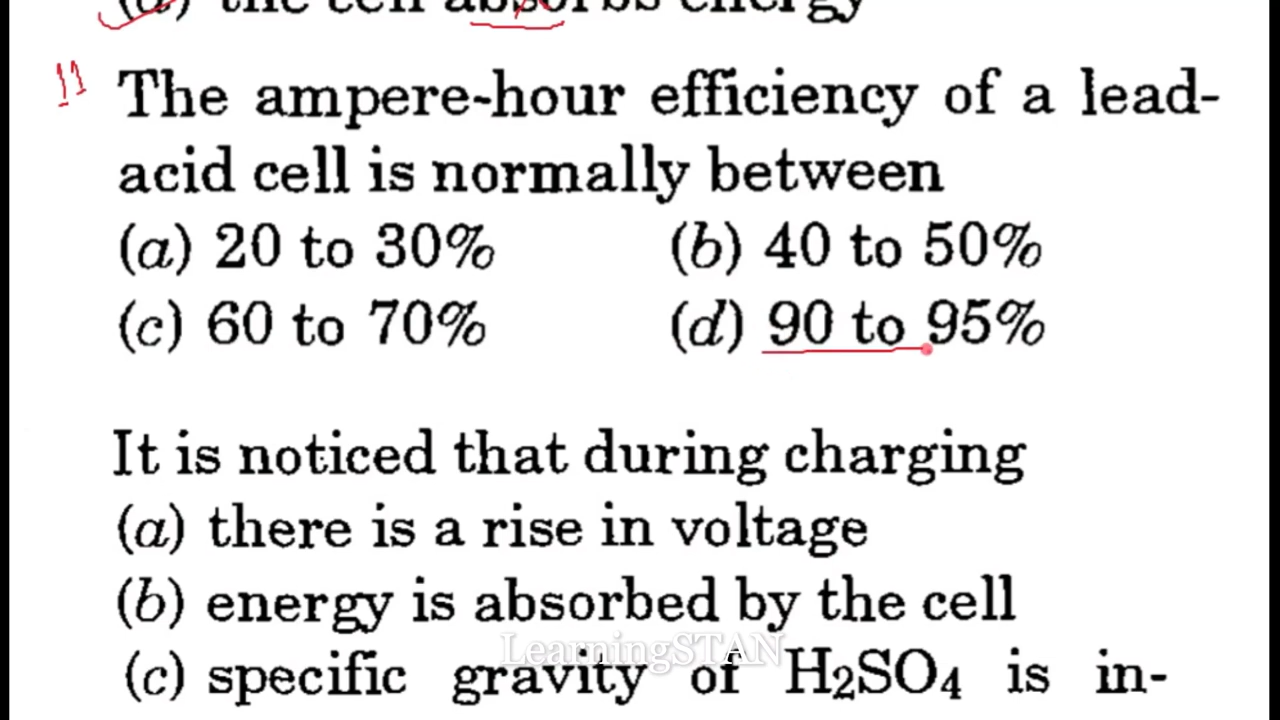 (d) the cell absorbs energy
11 The ampere-hour efficiency of a lead-
acid cell is normally between
(a) 20 to 30% (b) 40 to 50%
(c) 60 to 70% (d) 90 to 95%
It is noticed that during charging
(a) there is a rise in voltage
(b) energy is absorbed by the cell
LearningSTAN
(c) specific gravity of H₂SO₄ is in-